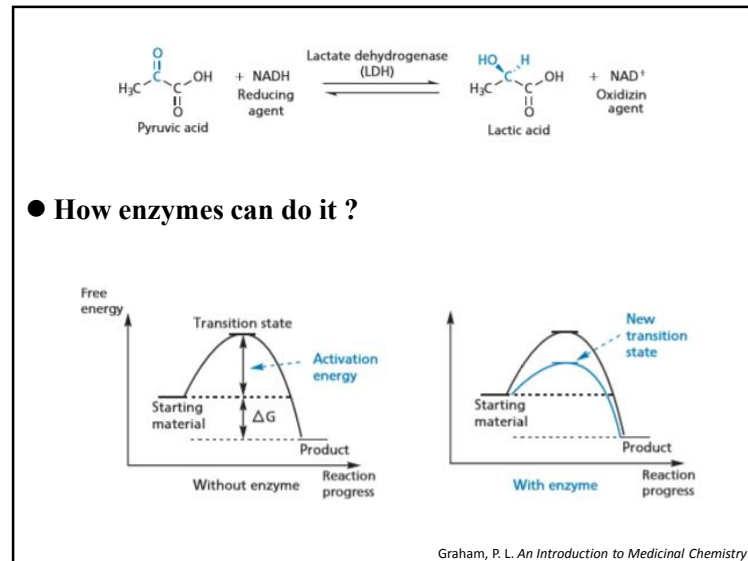 O
C
H₃C
C
OH
O
Pyruvic acid
+ NADH
Reducing
agent
Lactate dehydrogenase
(LDH)
HO
H
C
H₃C
C
OH
O
Lactic acid
+ NAD⁺
Oxidizin
agent
● How enzymes can do it ?
Free
energy
Transition state
Activation
energy
Starting
material
ΔG
Product
Without enzyme
Reaction
progress
New
transition
state
Starting
material
Product
With enzyme
Reaction
progress
Graham, P. L. An Introduction to Medicinal Chemistry